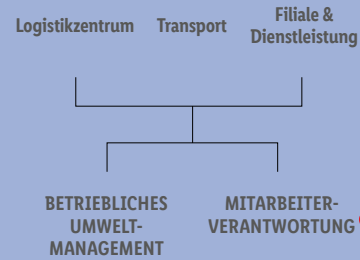 Logistikzentrum Transport Filiale &
Dienstleistung
BETRIEBLICHES
UMWELT-
MANAGEMENT
MITARBEITER-
VERANTWORTUNG